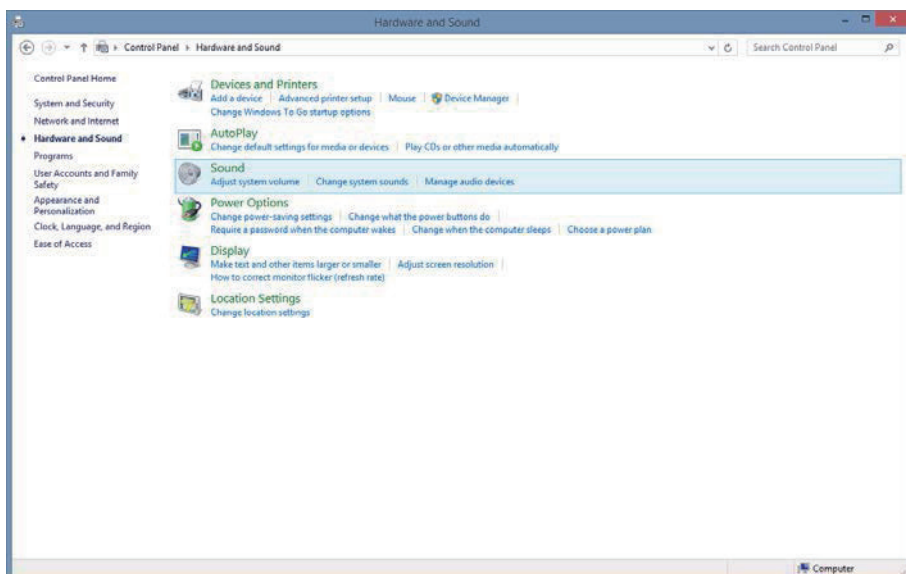 Hardware and Sound
Control Panel
Hardware and Sound
Search Control Panel
Control Panel Home
System and Security
Network and Internet
Hardware and Sound
Programs
User Accounts and Family
Safety
Appearance and
Personalization
Clock, Language, and Region
Ease of Access
Devices and Printers
Add a device Advanced printer setup Mouse Device Manager
Change Windows To Go startup options
AutoPlay
Change default settings for media or devices Play CDs or other media automatically
Sound
Adjust system volume Change system sounds Manage audio devices
Power Options
Change power-saving settings Change what the power buttons do
Require a password when the computer wakes Change when the computer sleeps Choose a power plan
Display
Make text and other items larger or smaller Adjust screen resolution
How to correct monitor flicker (refresh rate)
Location Settings
Change location settings
Computer